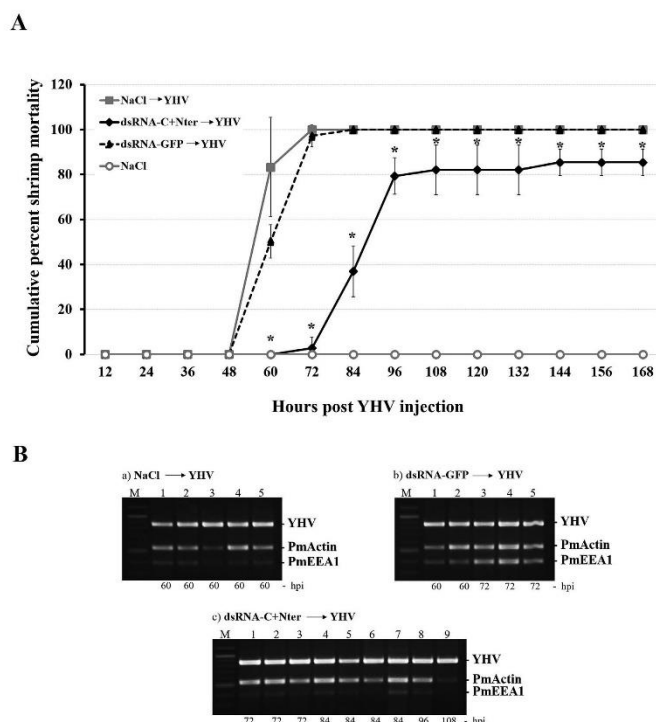 A
Cumulative percent shrimp mortality
120
100
80
60
40
20
0
NaCl → YHV
dsRNA-C+Nter → YHV
dsRNA-GFP → YHV
NaCl
* * * * * * * * * *
12 24 36 48 60 72 84 96 108 120 132 144 156 168
Hours post YHV injection
B
a) NaCl → YHV
M 1 2 3 4 5
YHV
PmActin
PmEEA1
60 60 60 60 60 - hpi
b) dsRNA-GFP → YHV
M 1 2 3 4 5
YHV
PmActin
PmEEA1
60 60 72 72 72 - hpi
c) dsRNA-C+Nter → YHV
M 1 2 3 4 5 6 7 8 9
YHV
PmActin
PmEEA1
72 72 72 84 84 84 84 96 108 - hpi